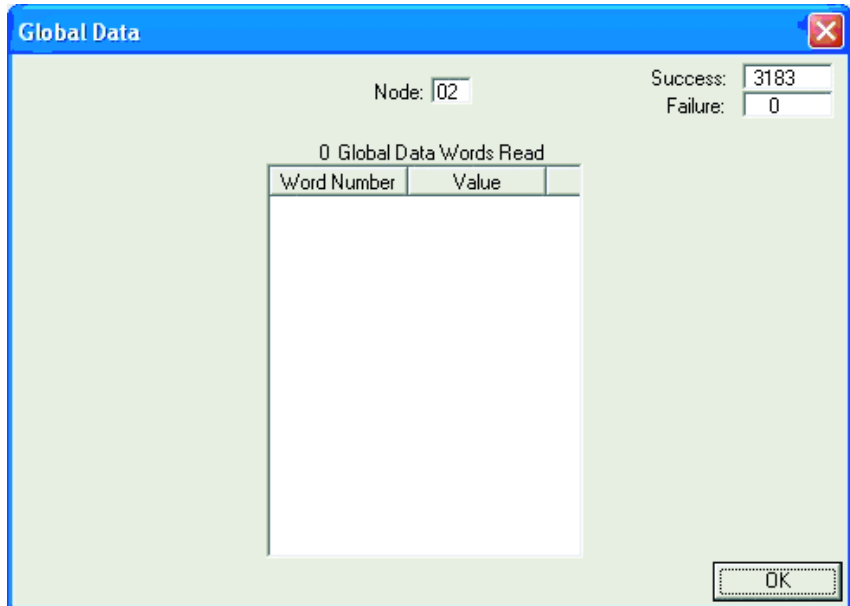 Global Data
Node: 02
Success: 3183
Failure: 0
0 Global Data Words Read
Word Number Value
OK